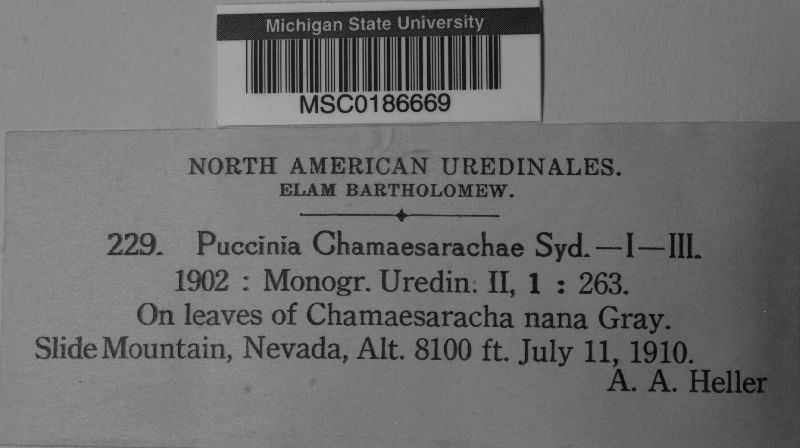 Michigan State University
MSC0186669
NORTH AMERICAN UREDINALES.
ELAM BARTHOLOMEW.
229. Puccinia Chamaesarachae Syd.—I—III.
1902 : Monogr. Uredin. II, 1 : 263.
On leaves of Chamaesaracha nana Gray.
Slide Mountain, Nevada, Alt. 8100 ft. July 11, 1910.
A. A. Heller